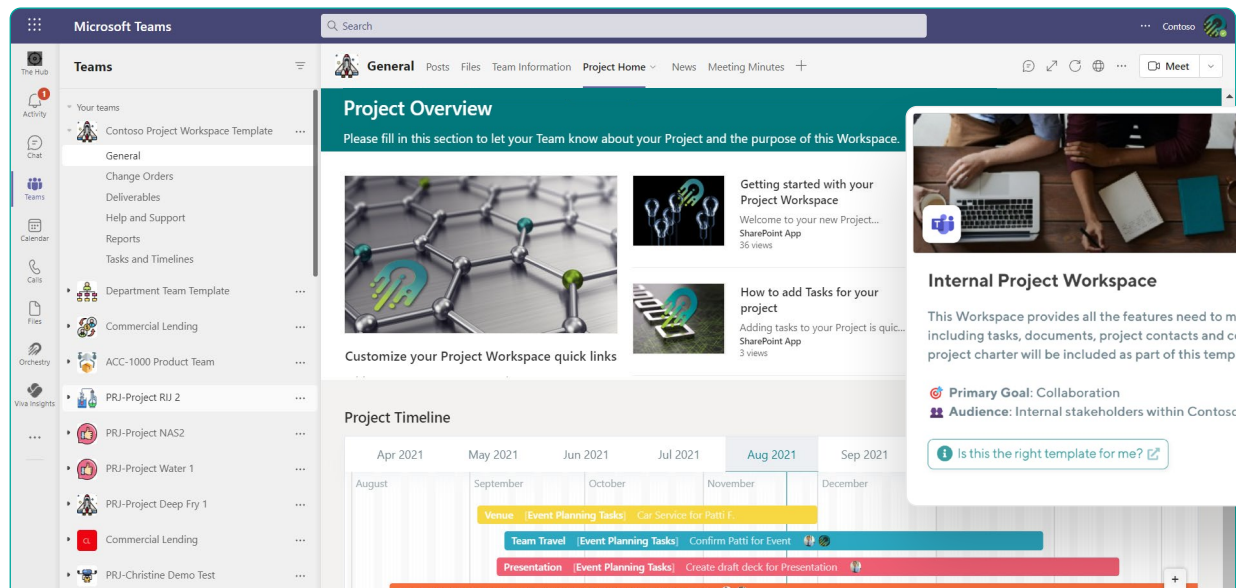 Microsoft Teams
Search
Contoso
The Hub
Activity
1
Chat
Teams
Calendar
Calls
Files
Orchestry
Viva Insights
Teams
Your teams
Contoso Project Workspace Template
General
Change Orders
Deliverables
Help and Support
Reports
Tasks and Timelines
Department Team Template
Commercial Lending
ACC-1000 Product Team
PRJ-Project RIJ 2
PRJ-Project NAS2
PRJ-Project Water 1
PRJ-Project Deep Fry 1
CL
Commercial Lending
PRJ-Christine Demo Test
General Posts Files Team Information Project Home News Meeting Minutes
Meet
Project Overview
Please fill in this section to let your Team know about your Project and the purpose of this Workspace.
Customize your Project Workspace quick links
Getting started with your
Project Workspace
Welcome to your new Project...
SharePoint App
36 views
How to add Tasks for your
project
Adding tasks to your Project is quic...
SharePoint App
3 views
Project Timeline
Apr 2021 May 2021 Jun 2021 Jul 2021 Aug 2021 Sep 2021
August September October November December
Venue [Event Planning Tasks] Car Service for Patti F.
Team Travel [Event Planning Tasks] Confirm Patti for Event
Presentation [Event Planning Tasks] Create draft deck for Presentation
Internal Project Workspace
This Workspace provides all the features need to m
including tasks, documents, project contacts and c
project charter will be included as part of this temp
Primary Goal: Collaboration
Audience: Internal stakeholders within Contoso
Is this the right template for me?